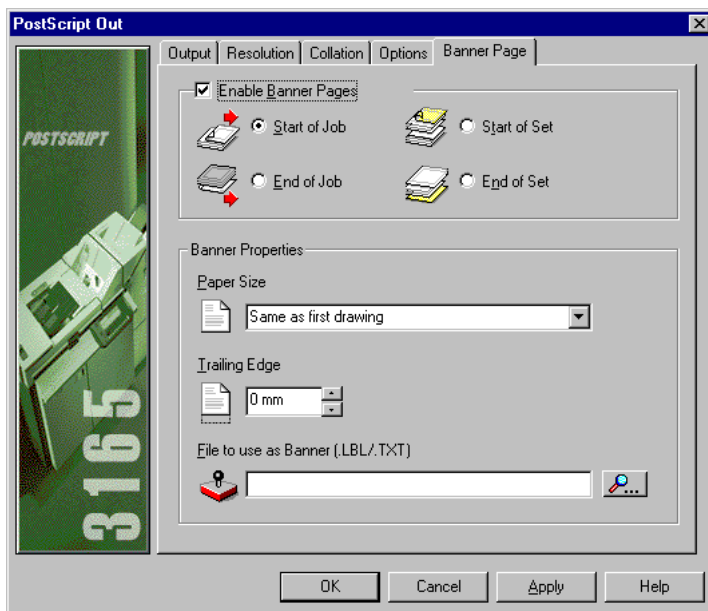 PostScript Out
Output Resolution Collation Options Banner Page
POSTSCRIPT
3165
Enable Banner Pages
Start of Job Start of Set
End of Job End of Set
Banner Properties
Paper Size
Same as first drawing
Trailing Edge
0 mm
File to use as Banner (.LBL/.TXT)
...
OK Cancel Apply Help